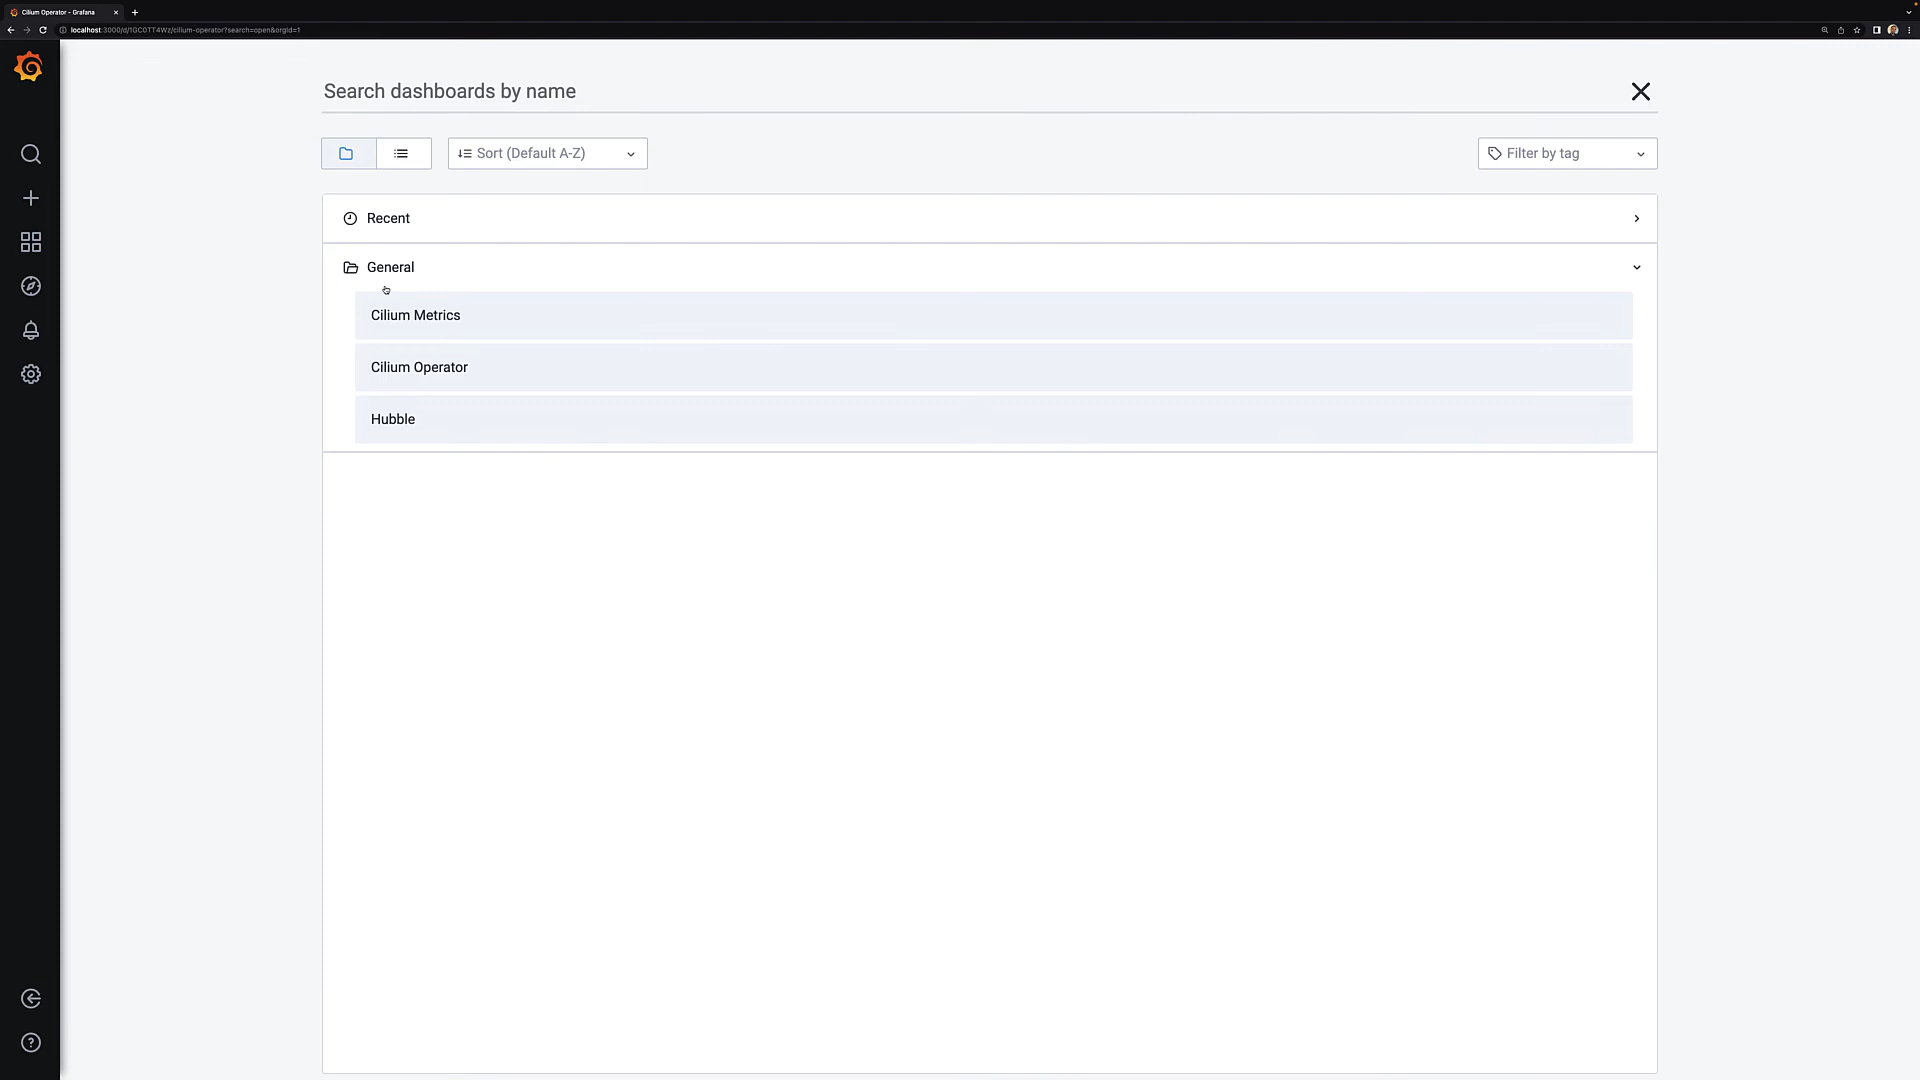 Cilium Operator - Grafana
localhost:3000/d/1GC0TT4Wz/cilium-operator?search=open&orgId=1
Search dashboards by name
Sort (Default A-Z)
Filter by tag
Recent
General
Cilium Metrics
Cilium Operator
Hubble